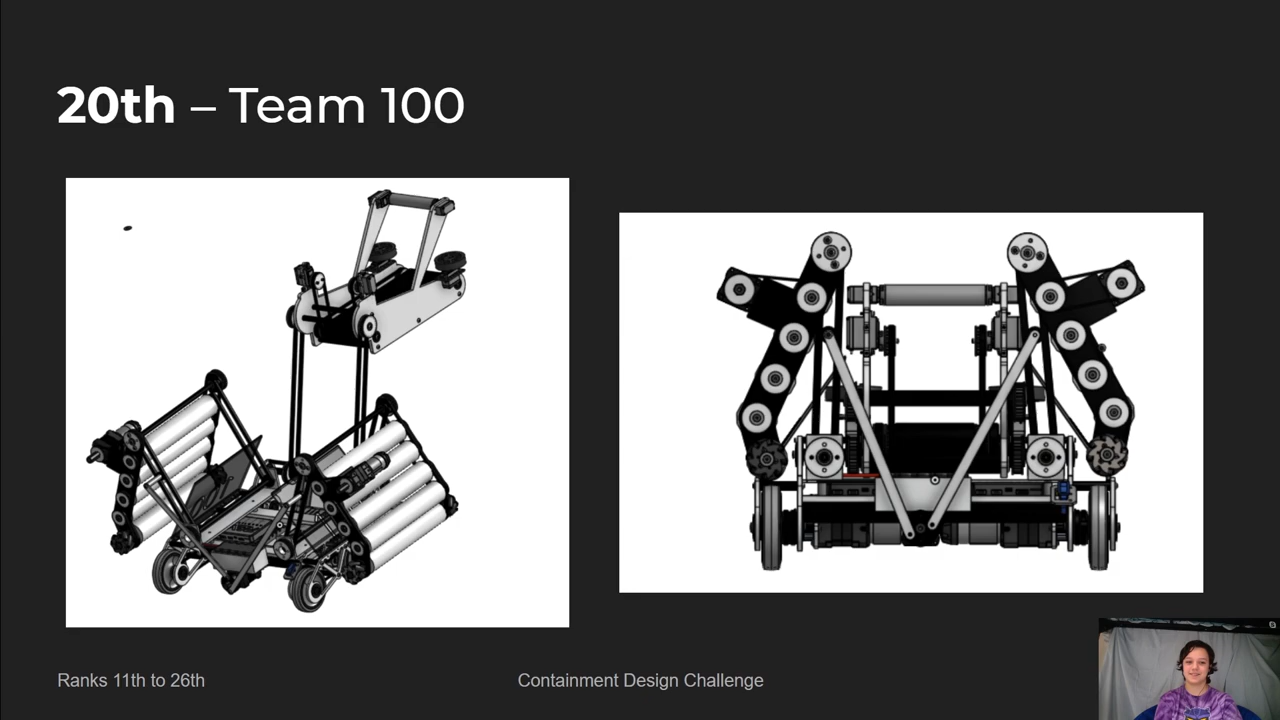 20th – Team 100
Ranks 11th to 26th
Containment Design Challenge